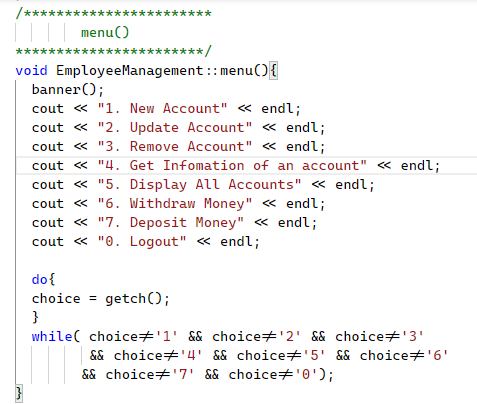 /***********************
menu()
***********************/
void EmployeeManagement::menu(){
banner();
cout << "1. New Account" << endl;
cout << "2. Update Account" << endl;
cout << "3. Remove Account" << endl;
cout << "4. Get Infomation of an account" << endl;
cout << "5. Display All Accounts" << endl;
cout << "6. Withdraw Money" << endl;
cout << "7. Deposit Money" << endl;
cout << "0. Logout" << endl;
do{
choice = getch();
}
while( choice!='1' && choice!='2' && choice!='3'
&& choice!='4' && choice!='5' && choice!='6'
&& choice!='7' && choice!='0');
}